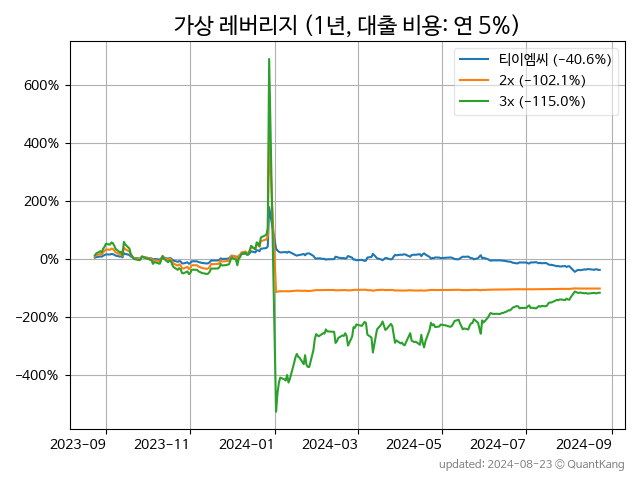 가상 레버리지 (1년, 대출 비용: 연 5%)
티이엠씨 (-40.6%)
2x (-102.1%)
3x (-115.0%)
600%
400%
200%
0%
-200%
-400%
2023-09
2023-11
2024-01
2024-03
2024-05
2024-07
2024-09
updated: 2024-08-23 © QuantKang